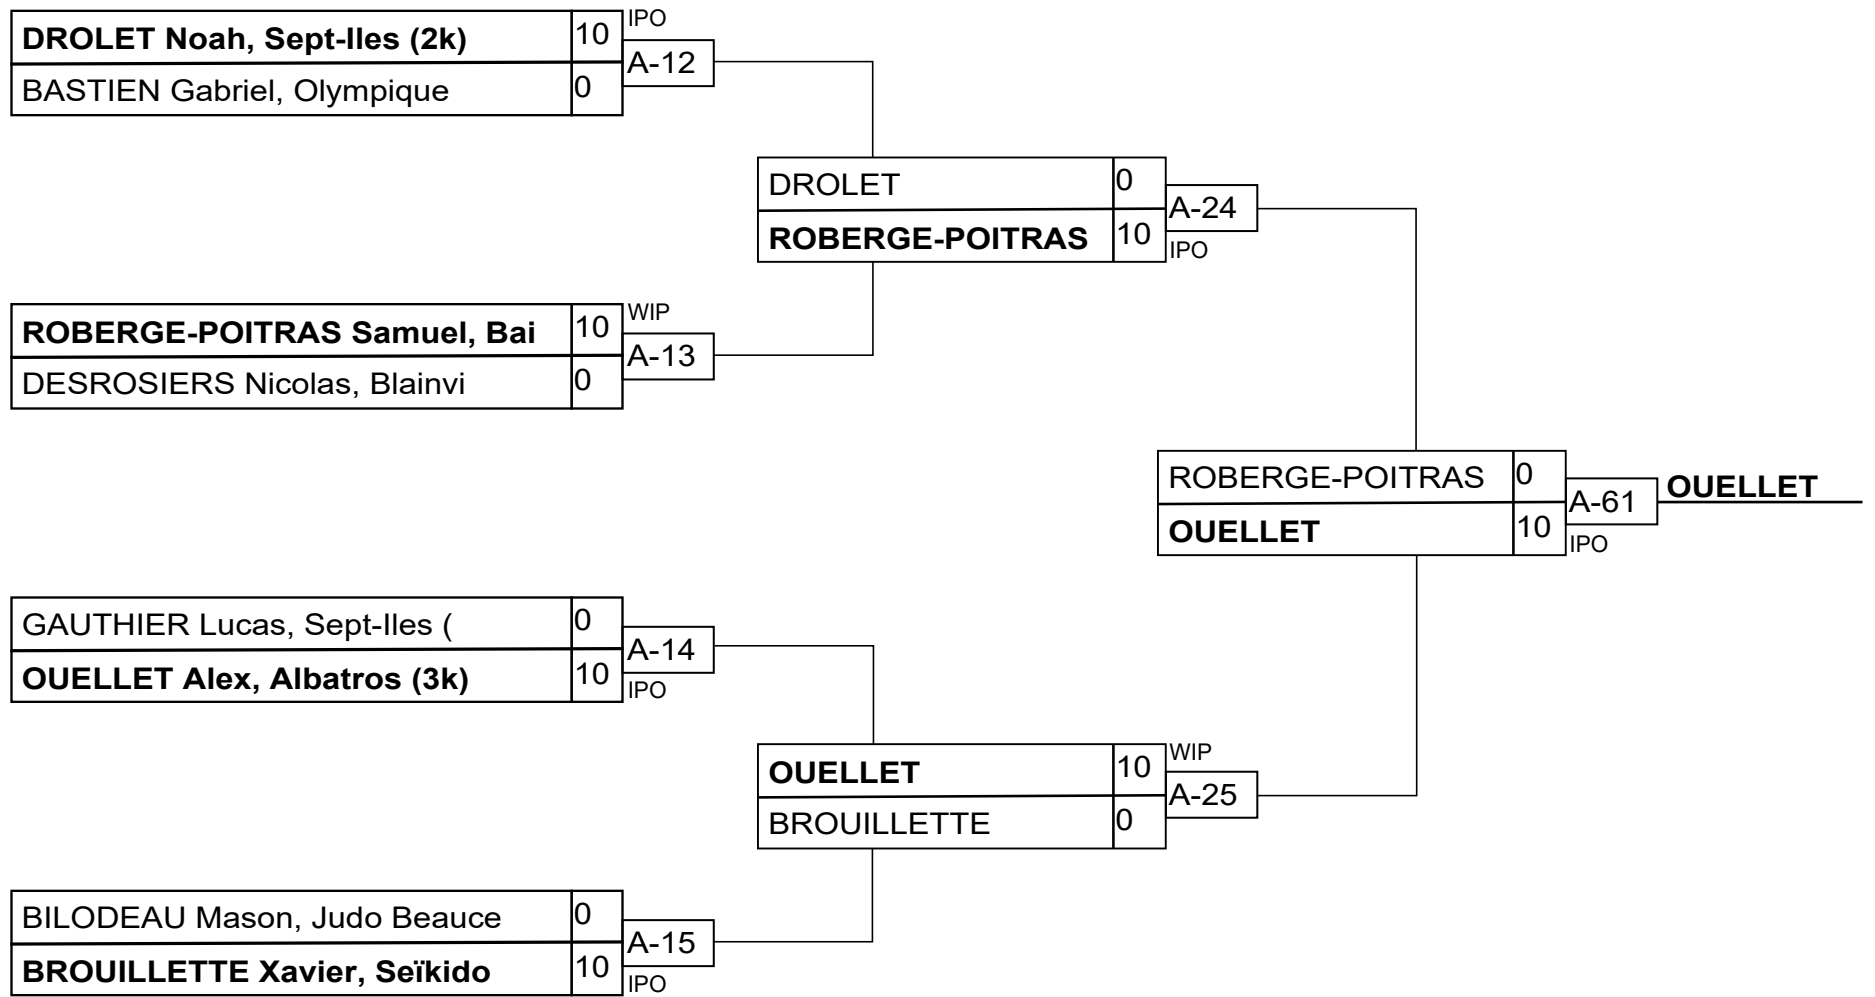 DROLET Noah, Sept-Iles (2k) 10 IPO
A-12
BASTIEN Gabriel, Olympique 0
DROLET 0
A-24
ROBERGE-POITRAS 10 IPO
ROBERGE-POITRAS Samuel, Bai 10 WIP
A-13
DESROSIERS Nicolas, Blainvi 0
ROBERGE-POITRAS 0
A-61 OUELLET
OUELLET 10 IPO
GAUTHIER Lucas, Sept-Iles ( 0
A-14
OUELLET Alex, Albatros (3k) 10 IPO
OUELLET 10 WIP
A-25
BROUILLETTE 0
BILODEAU Mason, Judo Beauce 0
A-15
BROUILLETTE Xavier, Seïkido 10 IPO